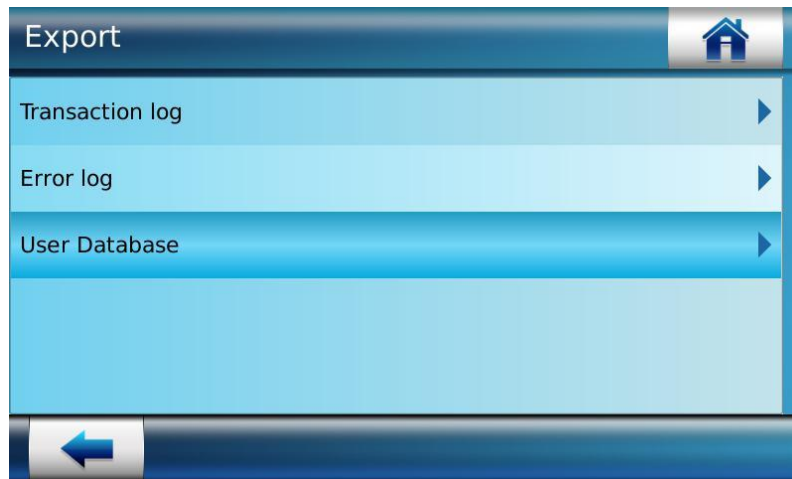 Export
Transaction log
Error log
User Database